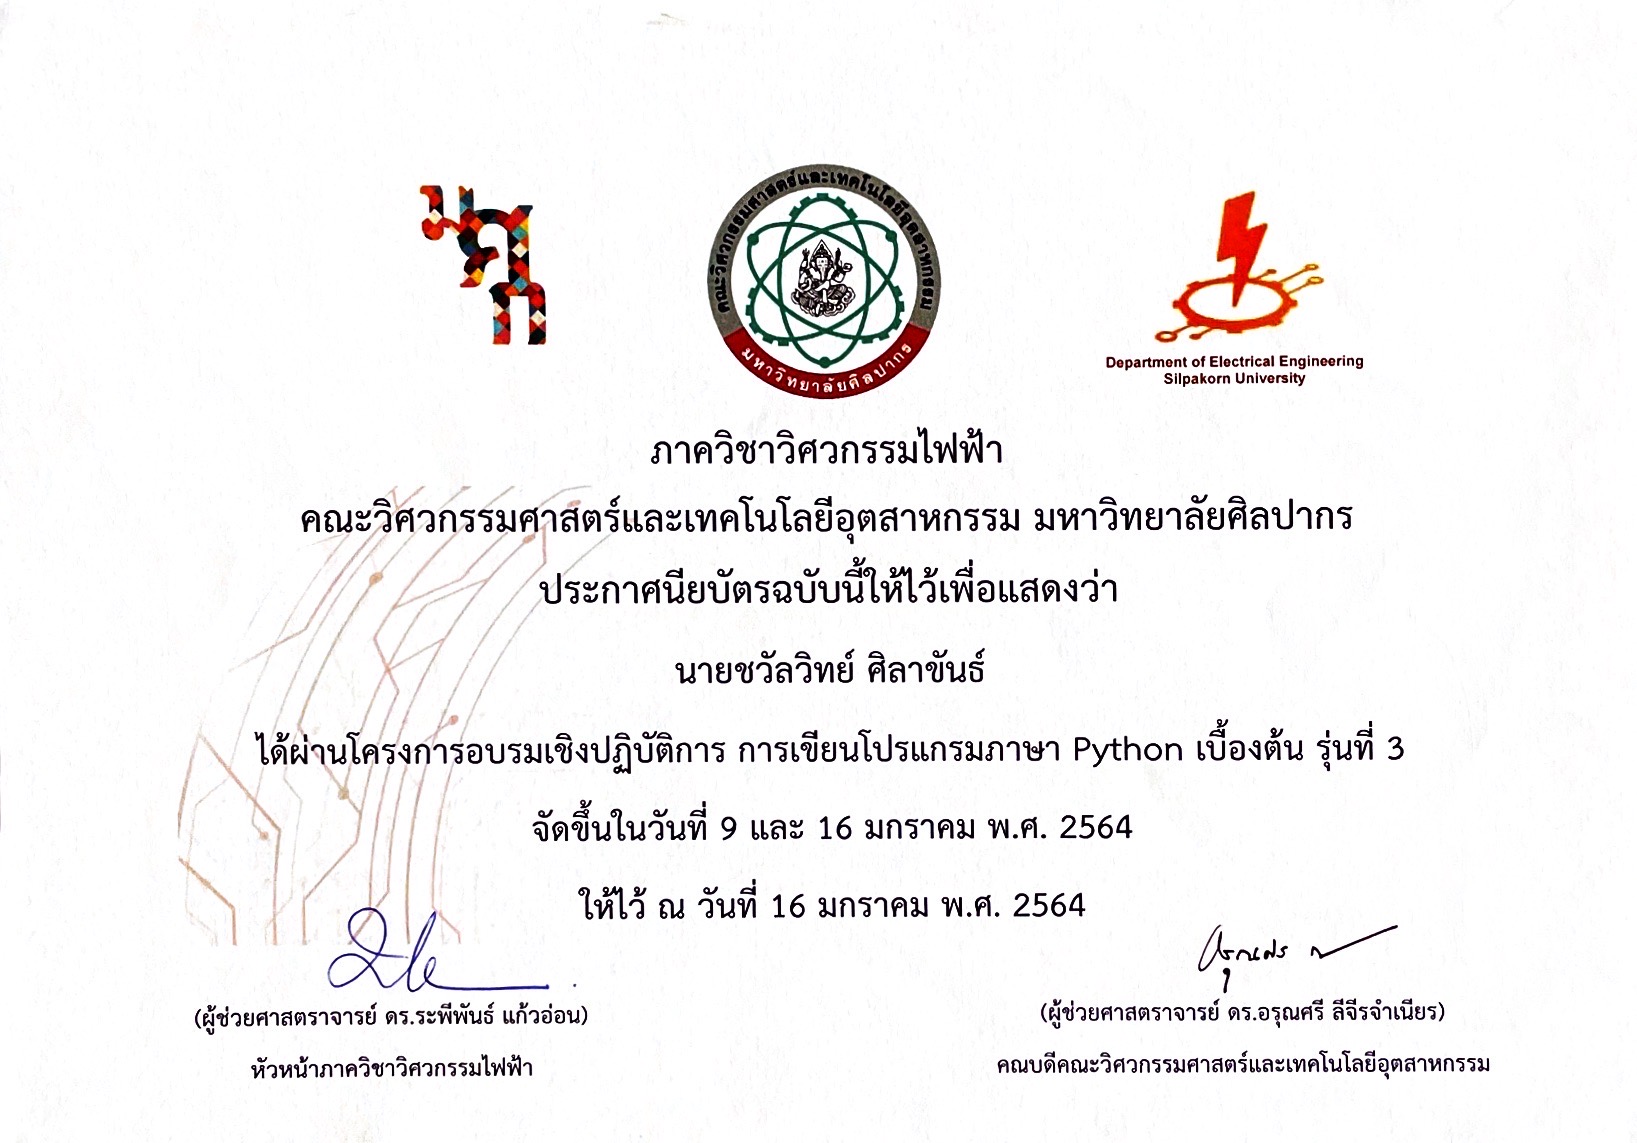 มศก
คณะวิศวกรรมศาสตร์และเทคโนโลยีอุตสาหกรรม
มหาวิทยาลัยศิลปากร
Department of Electrical Engineering
Silpakorn University
ภาควิชาวิศวกรรมไฟฟ้า
คณะวิศวกรรมศาสตร์และเทคโนโลยีอุตสาหกรรม มหาวิทยาลัยศิลปากร
ประกาศนียบัตรฉบับนี้ให้ไว้เพื่อแสดงว่า
นายชวัลวิทย์ ศิลาขันธ์
ได้ผ่านโครงการอบรมเชิงปฏิบัติการ การเขียนโปรแกรมภาษา Python เบื้องต้น รุ่นที่ 3
จัดขึ้นในวันที่ 9 และ 16 มกราคม พ.ศ. 2564
ให้ไว้ ณ วันที่ 16 มกราคม พ.ศ. 2564
(ผู้ช่วยศาสตราจารย์ ดร.ระพีพันธ์ แก้วอ่อน)
หัวหน้าภาควิชาวิศวกรรมไฟฟ้า
(ผู้ช่วยศาสตราจารย์ ดร.อรุณศรี ลีจีรจำเนียร)
คณบดีคณะวิศวกรรมศาสตร์และเทคโนโลยีอุตสาหกรรม